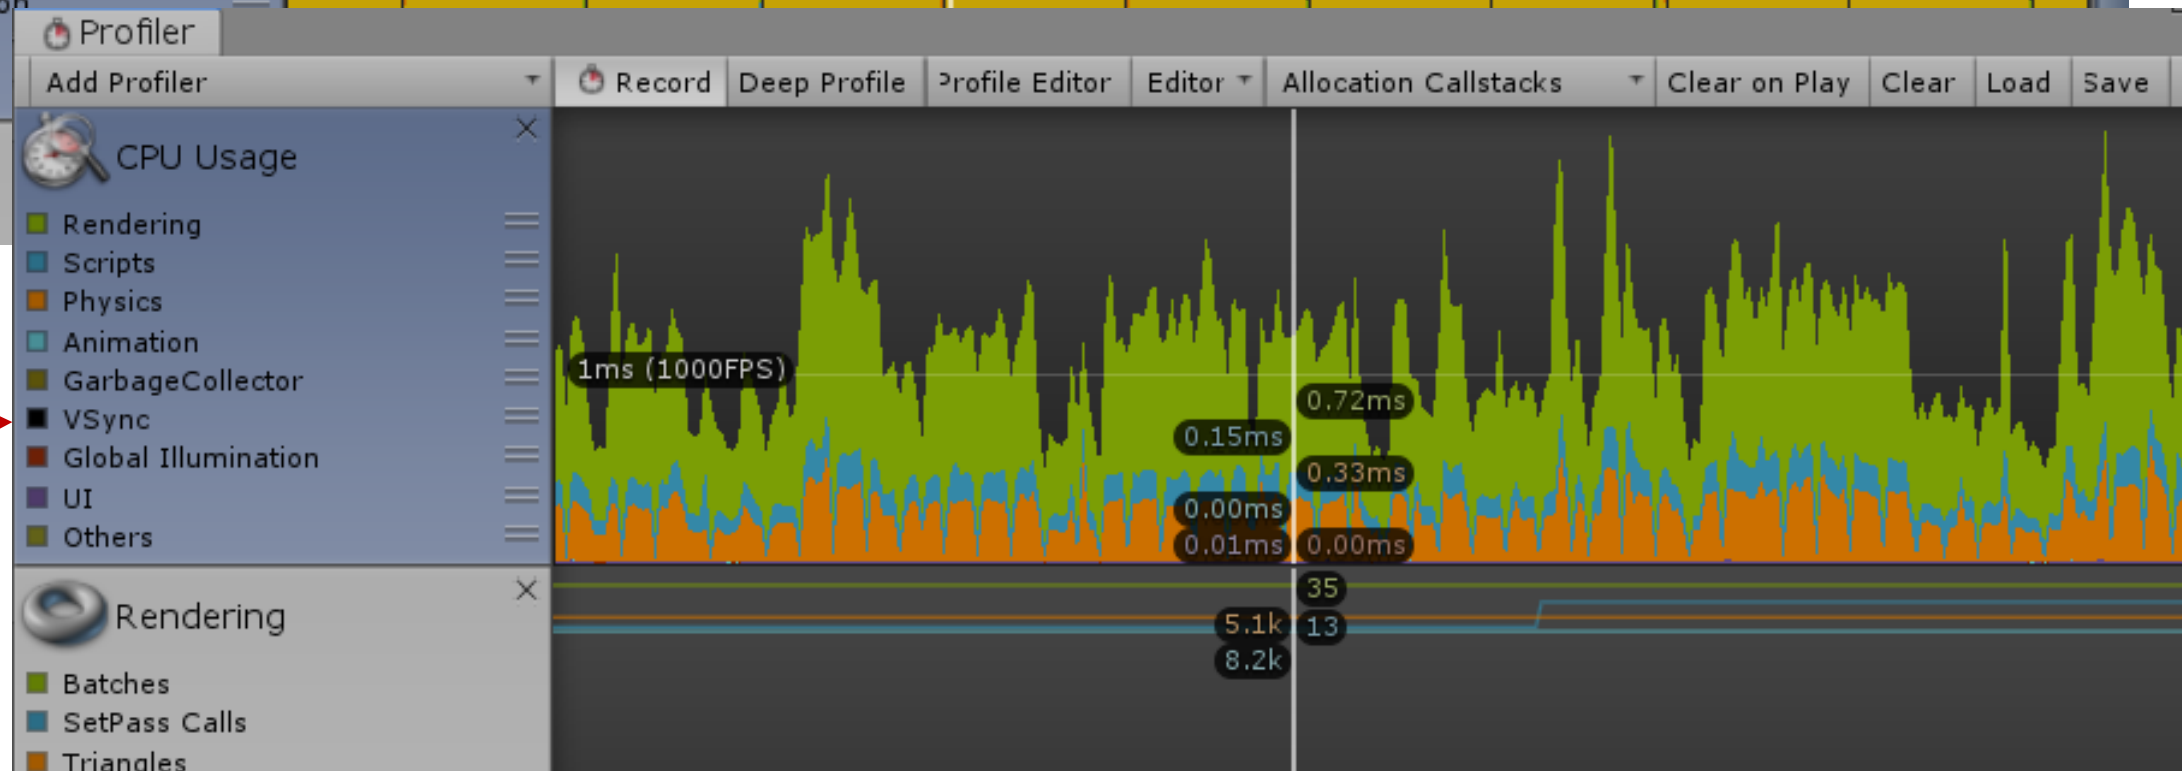 Profiler
Add Profiler Record Deep Profile Profile Editor Editor Allocation Callstacks Clear on Play Clear Load Save
CPU Usage
Rendering
Scripts
Physics
Animation
GarbageCollector
VSync
Global Illumination
UI
Others
1ms (1000FPS)
0.72ms
0.15ms
0.33ms
0.00ms
0.01ms 0.00ms
Rendering
35
5.1k 13
8.2k
Batches
SetPass Calls
Triangles